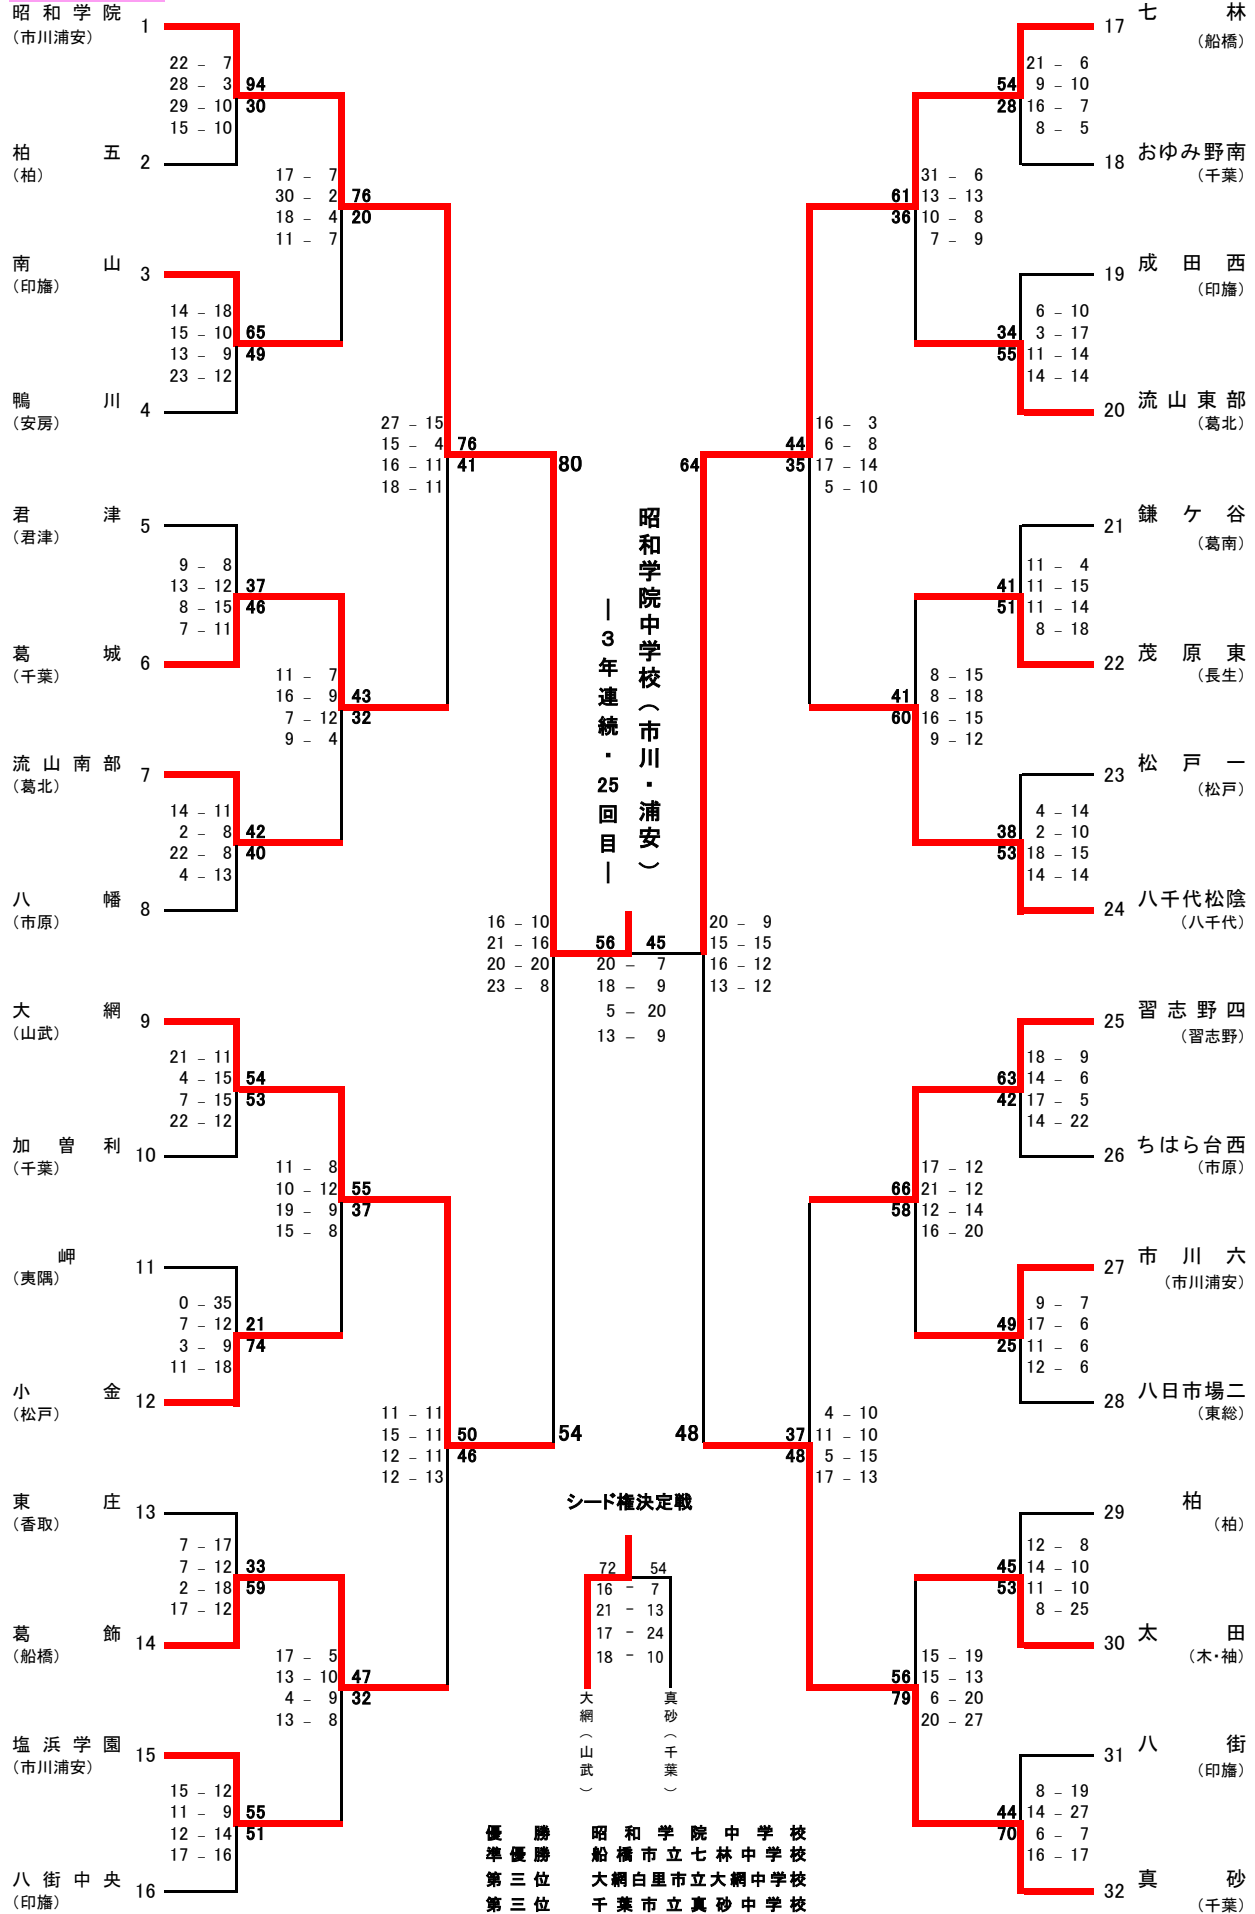 昭和学院 1
(市川浦安)
22 - 7
28 - 3 94
29 - 10 30
15 - 10
柏五 2
(柏)
17 - 7
30 - 2 76
18 - 4 20
11 - 7
南山 3
(印旛)
14 - 18
15 - 10 65
13 - 9 49
23 - 12
鴨川 4
(安房)
27 - 15
15 - 4 76
16 - 11 41
18 - 11
80
君津 5
(君津)
9 - 8
13 - 12 37
8 - 15 46
7 - 11
葛城 6
(千葉)
11 - 7
16 - 9 43
7 - 12 32
9 - 4
流山南部 7
(葛北)
14 - 11
2 - 8 42
22 - 8 40
4 - 13
八幡 8
(市原)
16 - 10
21 - 16
20 - 20
23 - 8
大網 9
(山武)
21 - 11
4 - 15 54
7 - 15 53
22 - 12
加曽利 10
(千葉)
11 - 8
10 - 12 55
19 - 9 37
15 - 8
岬 11
(夷隅)
0 - 35
7 - 12 21
3 - 9 74
11 - 18
小金 12
(松戸)
11 - 11
15 - 11 50
12 - 11 46
12 - 13
54
東庄 13
(香取)
7 - 17
7 - 12 33
2 - 18 59
17 - 12
葛飾 14
(船橋)
17 - 5
13 - 10 47
4 - 9 32
13 - 8
塩浜学園 15
(市川浦安)
15 - 12
11 - 9 55
12 - 14 51
17 - 16
八街中央 16
(印旛)
昭和学院中学校(市川・浦安)
―3年連続・25回目―
56 45
20 - 7
18 - 9
5 - 20
13 - 9
シード権決定戦
72 54
16 - 7
21 - 13
17 - 24
18 - 10
大網(山武)
真砂(千葉)
優勝 昭和学院中学校
準優勝 船橋市立七林中学校
第三位 大網白里市立大網中学校
第三位 千葉市立真砂中学校
17 七林
(船橋)
21 - 6
54 9 - 10
28 16 - 7
8 - 5
18 おゆみ野南
(千葉)
31 - 6
61 13 - 13
36 10 - 8
7 - 9
19 成田西
(印旛)
6 - 10
34 3 - 17
55 11 - 14
14 - 14
20 流山東部
(葛北)
16 - 3
44 6 - 8
35 17 - 14
5 - 10
64
21 鎌ケ谷
(葛南)
11 - 4
41 11 - 15
51 11 - 14
8 - 18
22 茂原東
(長生)
8 - 15
41 8 - 18
60 16 - 15
9 - 12
23 松戸一
(松戸)
4 - 14
38 2 - 10
53 18 - 15
14 - 14
24 八千代松陰
(八千代)
20 - 9
15 - 15
16 - 12
13 - 12
25 習志野四
(習志野)
18 - 9
63 14 - 6
42 17 - 5
14 - 22
26 ちはら台西
(市原)
17 - 12
66 21 - 12
58 12 - 14
16 - 20
27 市川六
(市川浦安)
9 - 7
49 17 - 6
25 11 - 6
12 - 6
28 八日市場二
(東総)
4 - 10
37 11 - 10
48 5 - 15
17 - 13
48
29 柏
(柏)
12 - 8
45 14 - 10
53 11 - 10
8 - 25
30 太田
(木・袖)
15 - 19
56 15 - 13
79 6 - 20
20 - 27
31 八街
(印旛)
8 - 19
44 14 - 27
70 6 - 7
16 - 17
32 真砂
(千葉)